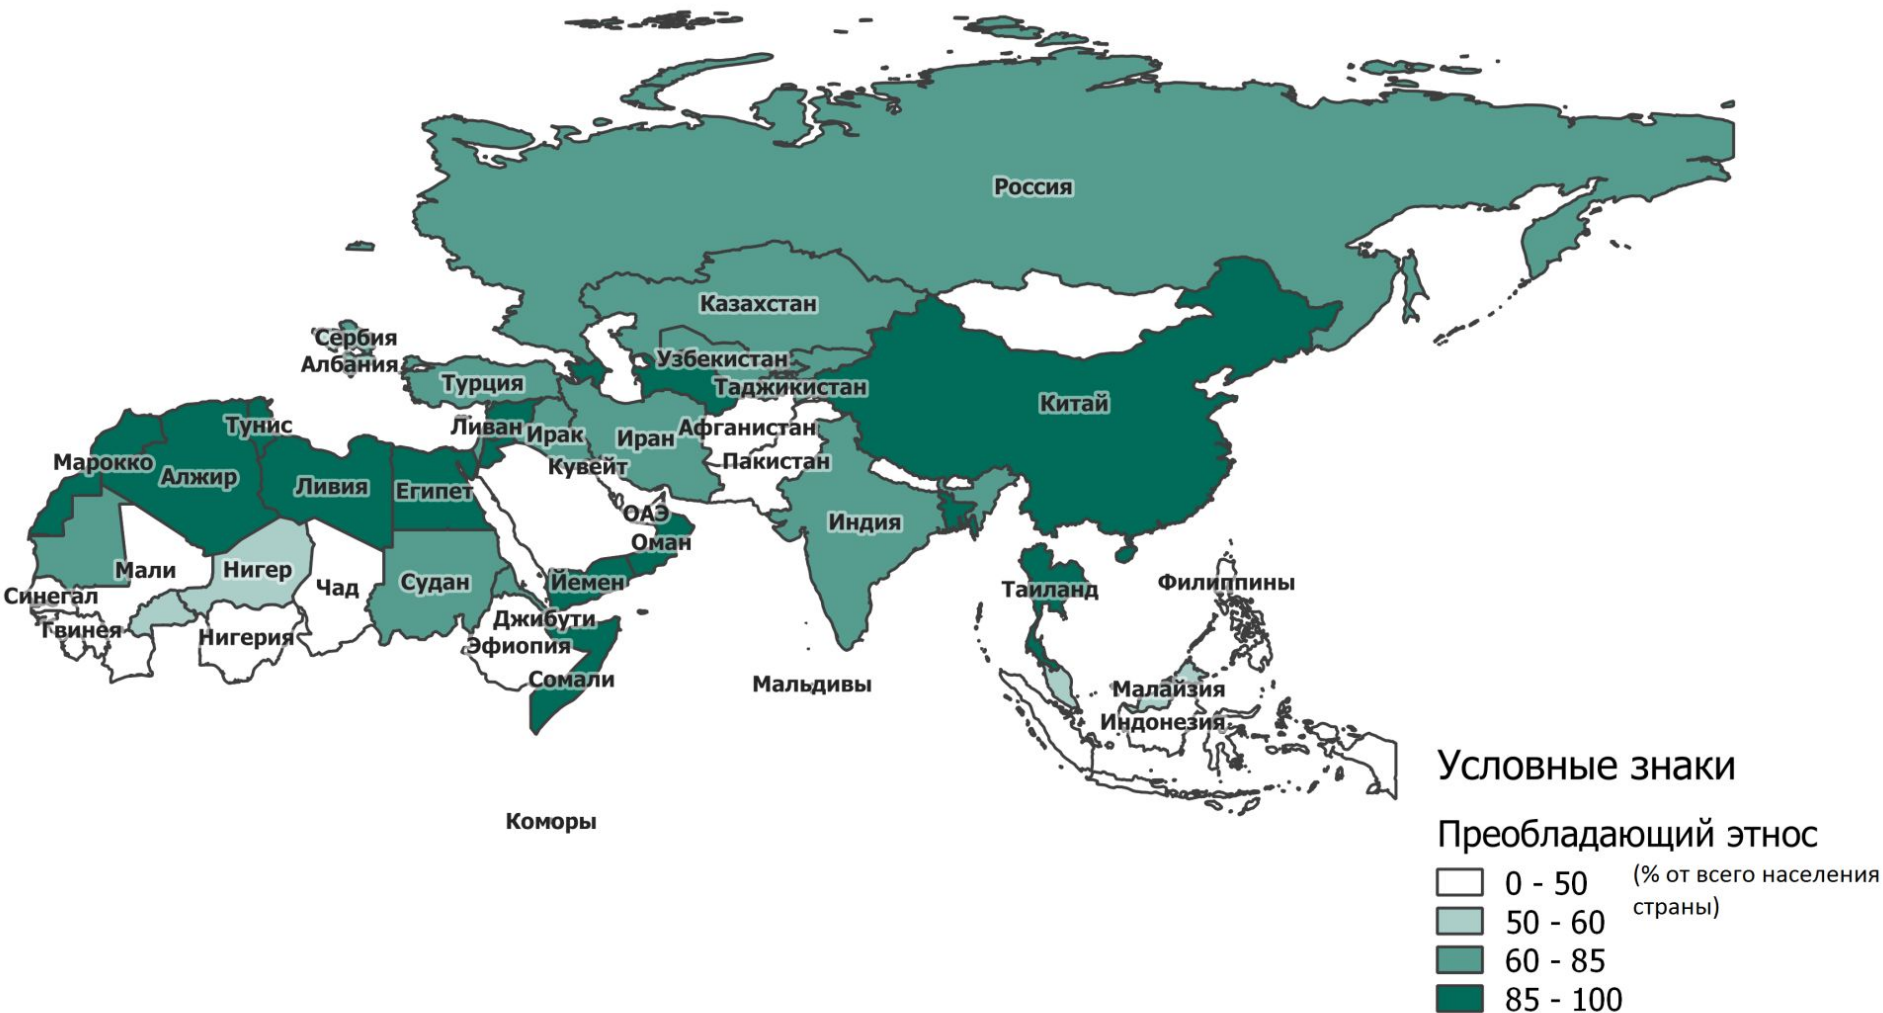 Россия
Казахстан
Сербия
Албания
Узбекистан
Турция
Таджикистан
Китай
Тунис
Ливан
Ирак
Иран
Афганистан
Марокко
Алжир
Ливия
Египет
Кувейт
Пакистан
ОАЭ
Индия
Оман
Мали
Нигер
Чад
Судан
Йемен
Таиланд
Филиппины
Синегал
Гвинея
Нигерия
Джибути
Эфиопия
Сомали
Мальдивы
Малайзия
Индонезия
Коморы
Условные знаки
Преобладающий этнос
(% от всего населения
страны)
0 - 50
50 - 60
60 - 85
85 - 100